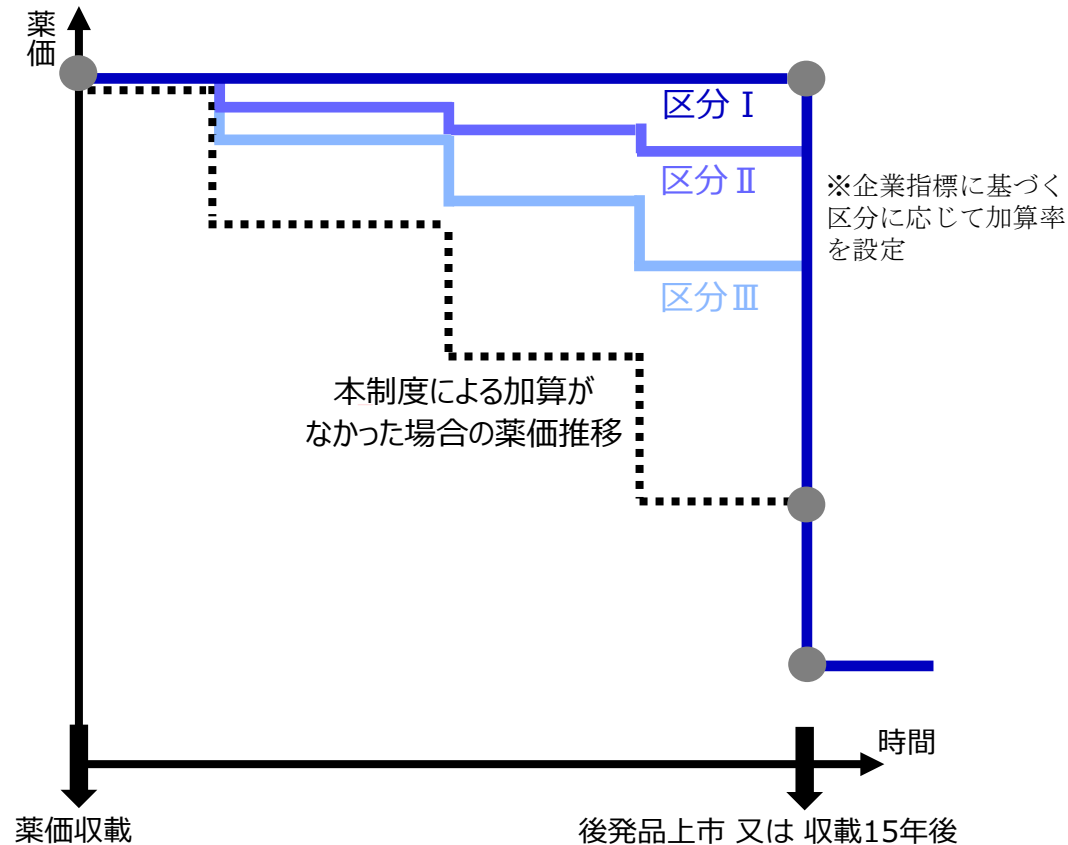 薬価
区分Ⅰ
区分Ⅱ
※企業指標に基づく
区分に応じて加算率
を設定
区分Ⅲ
本制度による加算が
なかった場合の薬価推移
時間
薬価収載
後発品上市 又は 収載15年後